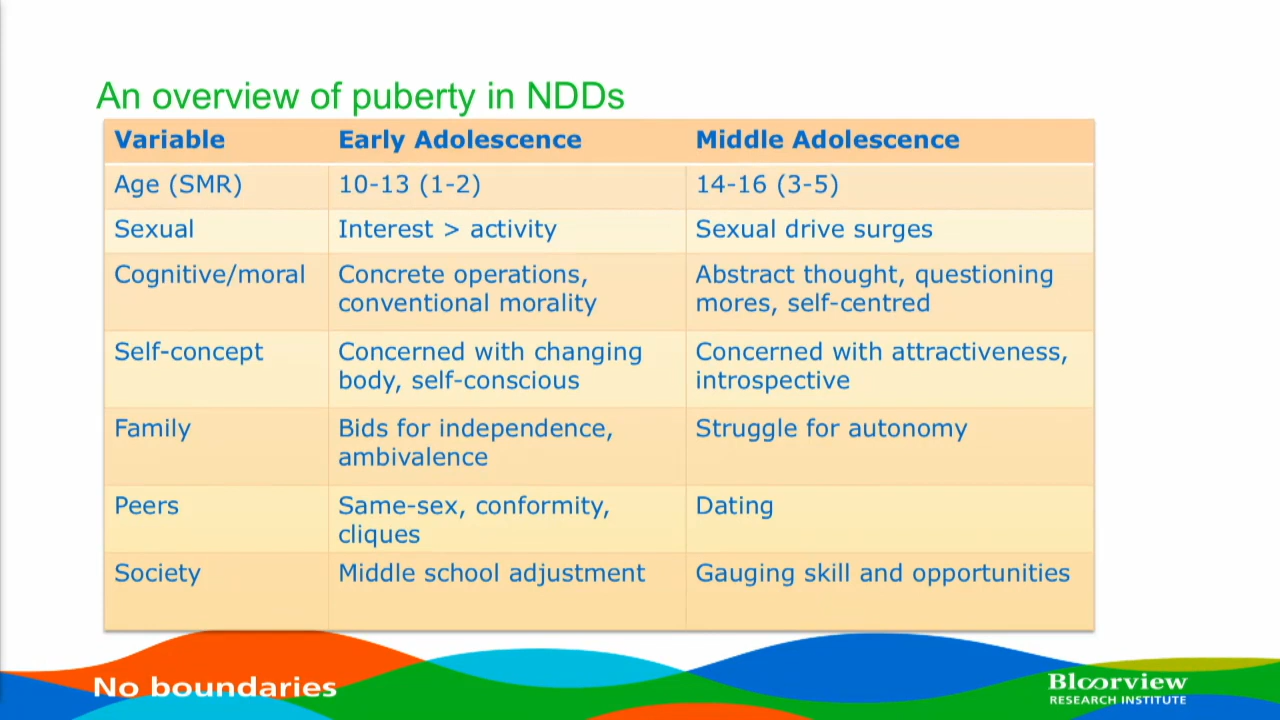 An overview of puberty in NDDs
Variable Early Adolescence Middle Adolescence
Age (SMR) 10-13 (1-2) 14-16 (3-5)
Sexual Interest > activity Sexual drive surges
Cognitive/moral Concrete operations, Abstract thought, questioning
conventional morality mores, self-centred
Self-concept Concerned with changing Concerned with attractiveness,
body, self-conscious introspective
Family Bids for independence, Struggle for autonomy
ambivalence
Peers Same-sex, conformity, Dating
cliques
Society Middle school adjustment Gauging skill and opportunities
No boundaries
Bloorview
RESEARCH INSTITUTE